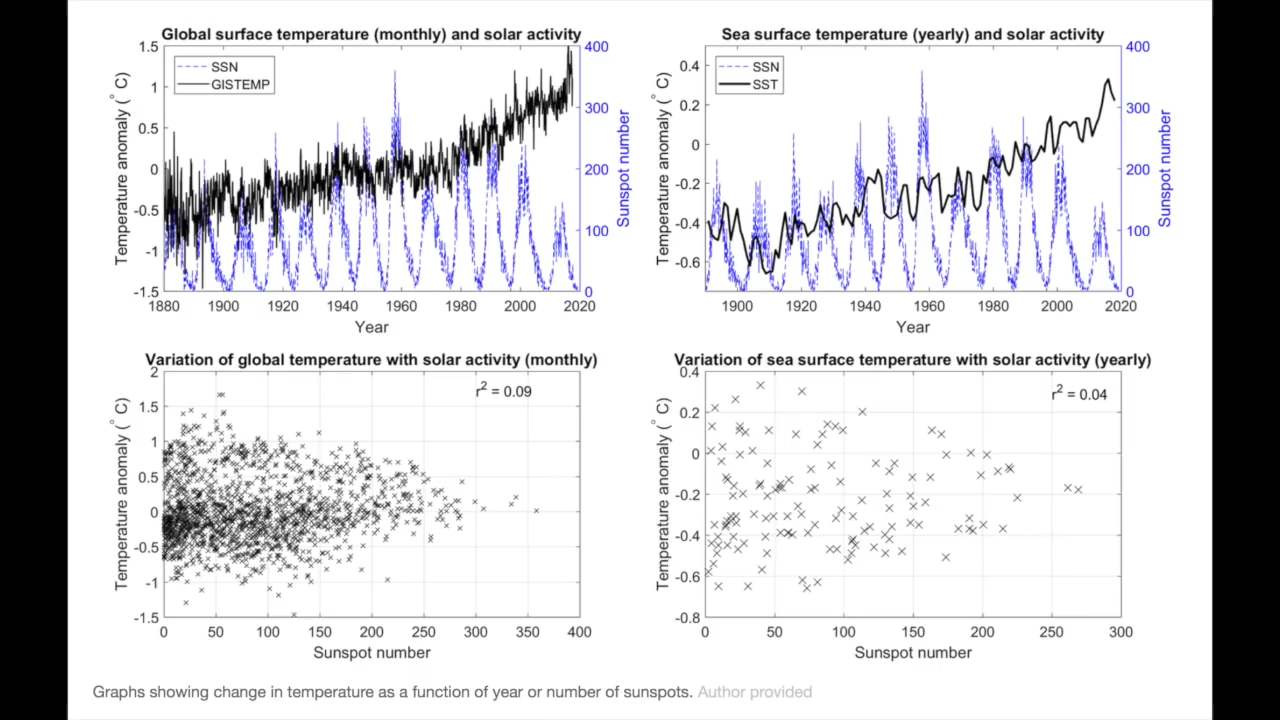 Global surface temperature (monthly) and solar activity
1.5
1
0.5
0
-0.5
-1
-1.5
Temperature anomaly (° C)
SSN
GISTEMP
400
300
200
100
0
Sunspot number
1880 1900 1920 1940 1960 1980 2000 2020
Year
Sea surface temperature (yearly) and solar activity
0.4
0.2
0
-0.2
-0.4
-0.6
Temperature anomaly (° C)
SSN
SST
400
300
200
100
0
Sunspot number
1900 1920 1940 1960 1980 2000 2020
Year
Variation of global temperature with solar activity (monthly)
2
1.5
1
0.5
0
-0.5
-1
-1.5
Temperature anomaly (° C)
r² = 0.09
0 50 100 150 200 250 300 350 400
Sunspot number
Variation of sea surface temperature with solar activity (yearly)
0.4
0.2
0
-0.2
-0.4
-0.6
-0.8
Temperature anomaly (° C)
r² = 0.04
0 50 100 150 200 250 300
Sunspot number
Graphs showing change in temperature as a function of year or number of sunspots. Author provided